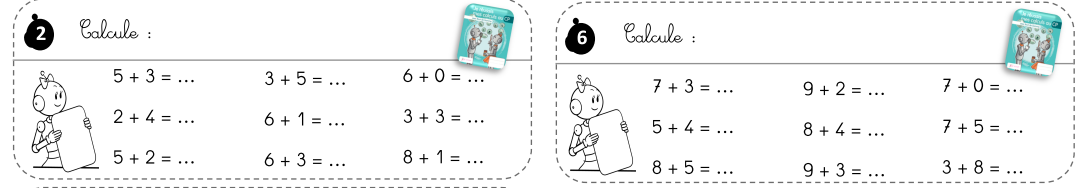 2 Calcule :
5 + 3 = ... 3 + 5 = ... 6 + 0 = ...
2 + 4 = ... 6 + 1 = ... 3 + 3 = ...
5 + 2 = ... 6 + 3 = ... 8 + 1 = ...
6 Calcule :
7 + 3 = ... 9 + 2 = ... 7 + 0 = ...
5 + 4 = ... 8 + 4 = ... 7 + 5 = ...
8 + 5 = ... 9 + 3 = ... 3 + 8 = ...